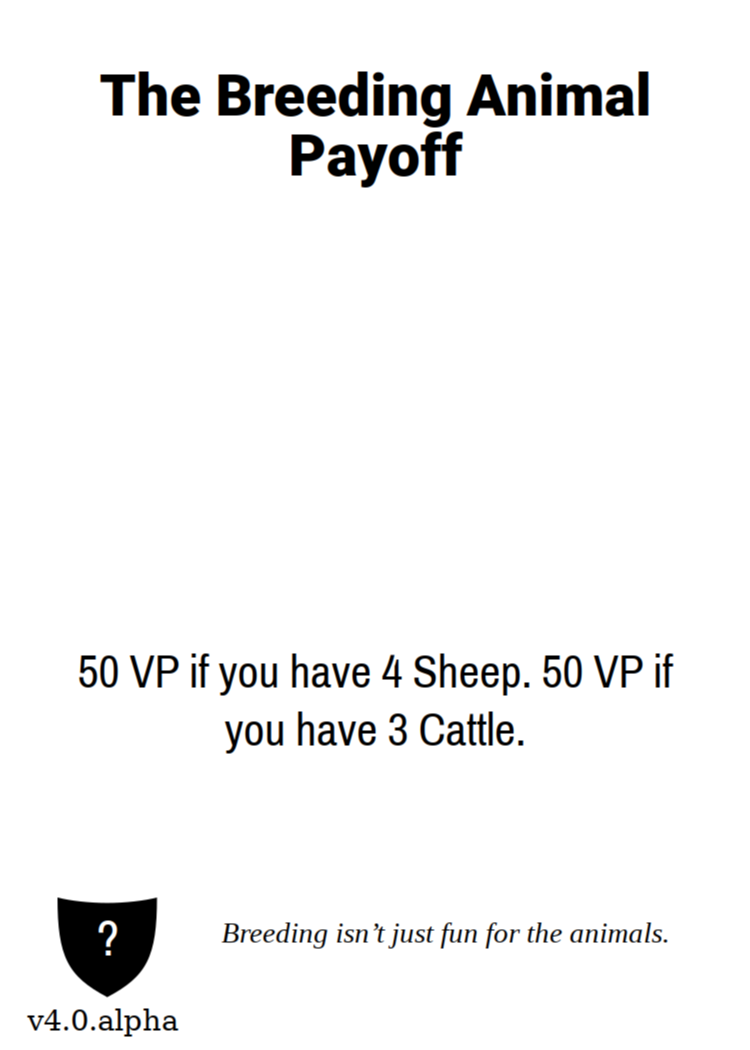 The Breeding Animal
Payoff
50 VP if you have 4 Sheep. 50 VP if
you have 3 Cattle.
?
Breeding isn’t just fun for the animals.
v4.0.alpha